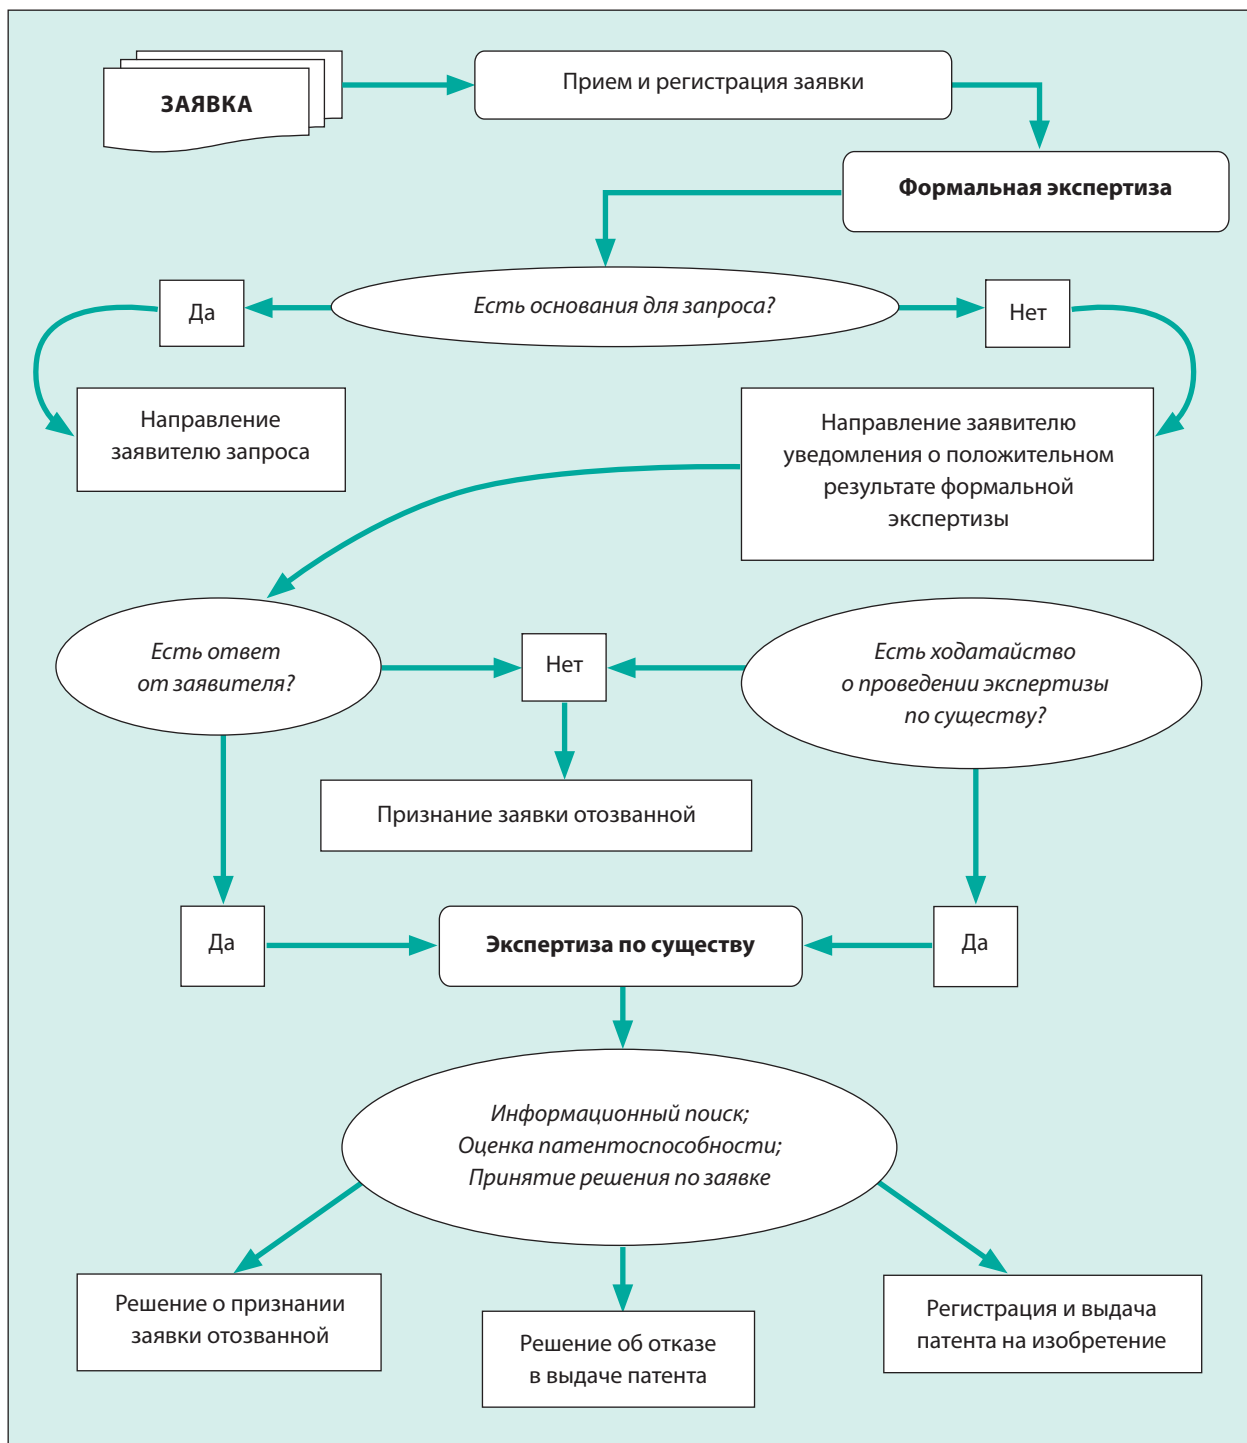 ЗАЯВКА
Прием и регистрация заявки
Формальная экспертиза
Есть основания для запроса?
Да
Нет
Направление
заявителю запроса
Направление заявителю
уведомления о положительном
результате формальной
экспертизы
Есть ответ
от заявителя?
Нет
Есть ходатайство
о проведении экспертизы
по существу?
Признание заявки отозванной
Да
Экспертиза по существу
Да
Информационный поиск;
Оценка патентоспособности;
Принятие решения по заявке
Решение о признании
заявки отозванной
Решение об отказе
в выдаче патента
Регистрация и выдача
патента на изобретение